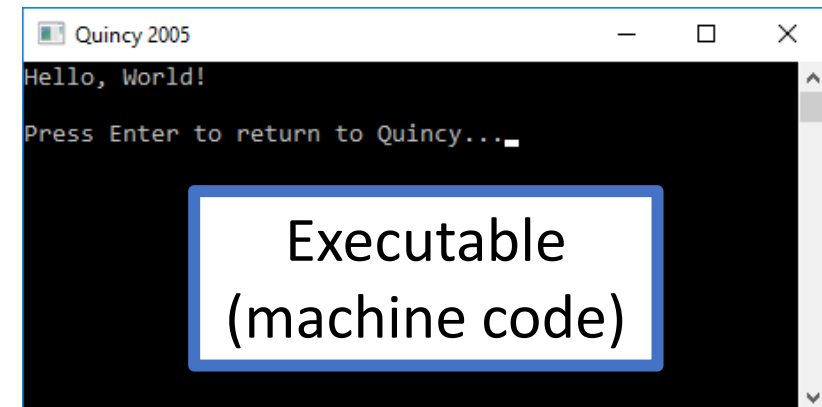 Quincy 2005
Hello, World!
Press Enter to return to Quincy...
Executable
(machine code)